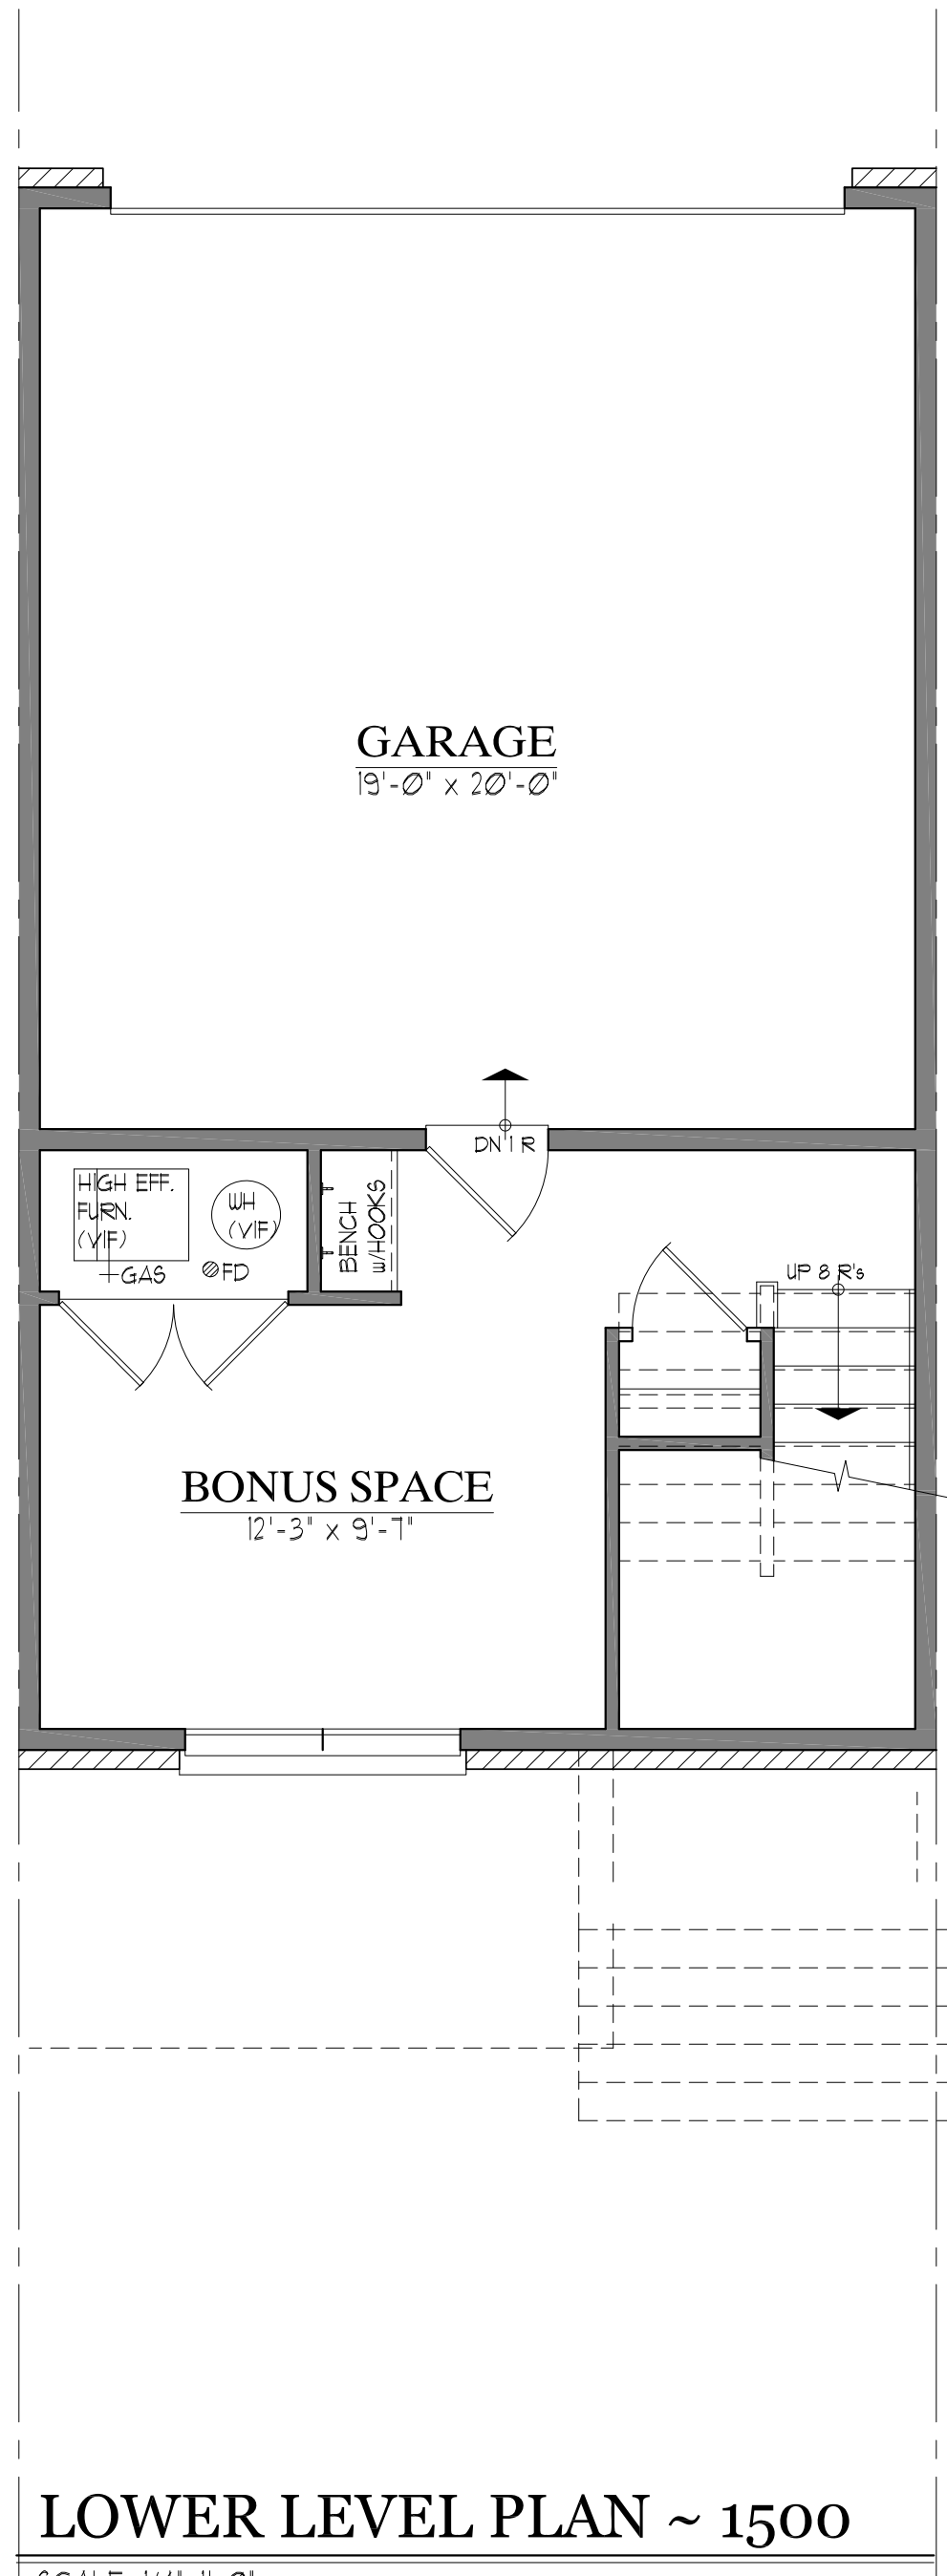 GARAGE
19'-0" x 20'-0"
DN 1 R
HIGH EFF.
FURN.
(VIF)
WH
(VIF)
GAS
FD
BENCH
w/HOOKS
UP 8 R's
BONUS SPACE
12'-3" x 9'-7"
LOWER LEVEL PLAN ~ 1500